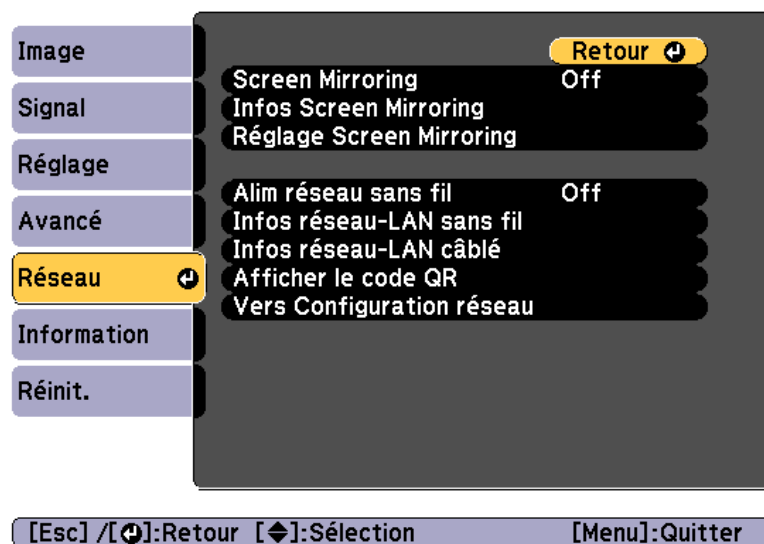 Image
Signal
Réglage
Avancé
Réseau
Information
Réinit.
Retour
Screen Mirroring Off
Infos Screen Mirroring
Réglage Screen Mirroring
Alim réseau sans fil Off
Infos réseau-LAN sans fil
Infos réseau-LAN câblé
Afficher le code QR
Vers Configuration réseau
[Esc] /[⏎]:Retour [◆]:Sélection [Menu]:Quitter